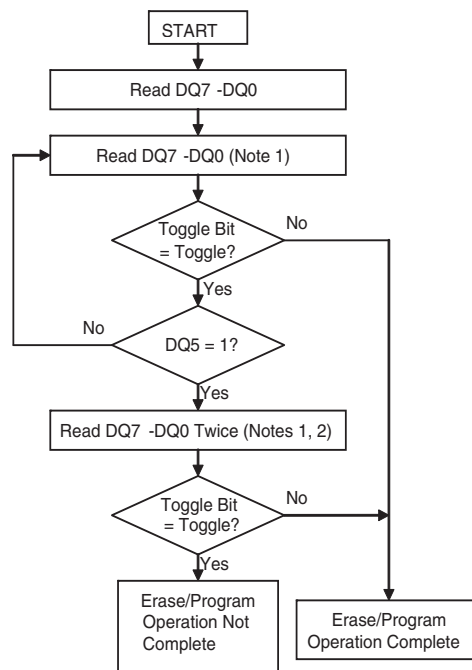 START
Read DQ7 -DQ0
Read DQ7 -DQ0 (Note 1)
Toggle Bit
= Toggle?
No
Yes
No
DQ5 = 1?
Yes
Read DQ7 -DQ0 Twice (Notes 1, 2)
Toggle Bit
= Toggle?
No
Yes
Erase/Program
Operation Not
Complete
Erase/Program
Operation Complete